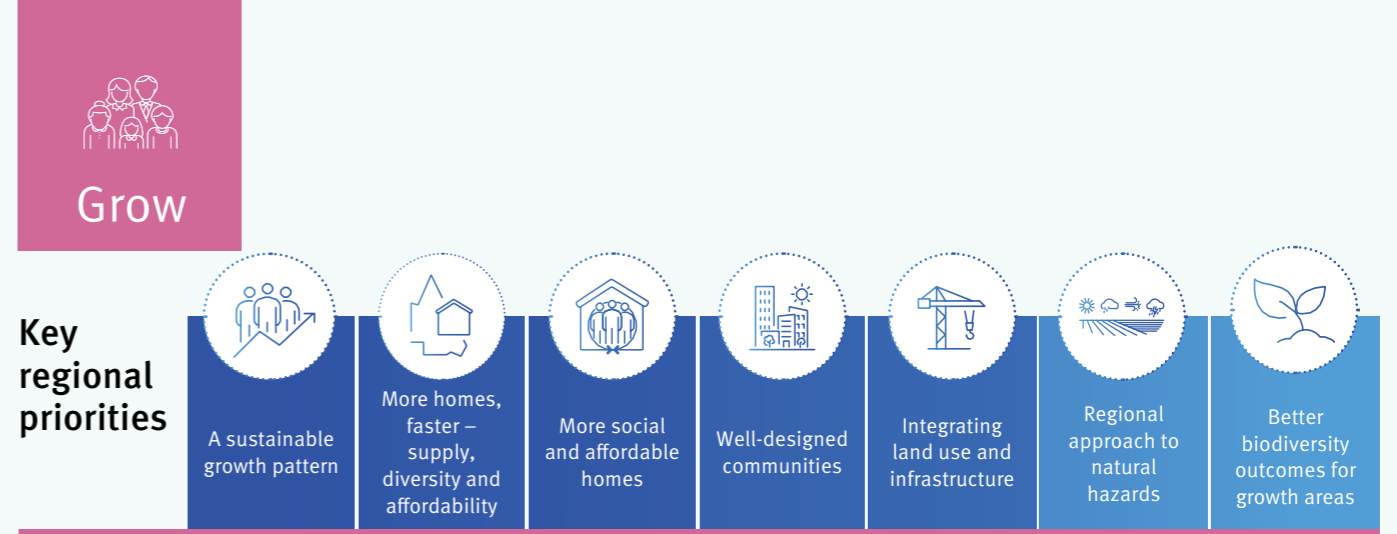 Grow
Key
regional
priorities
A sustainable
growth pattern
More homes,
faster –
supply,
diversity and
affordability
More social
and affordable
homes
Well-designed
communities
Integrating
land use and
infrastructure
Regional
approach to
natural
hazards
Better
biodiversity
outcomes for
growth areas